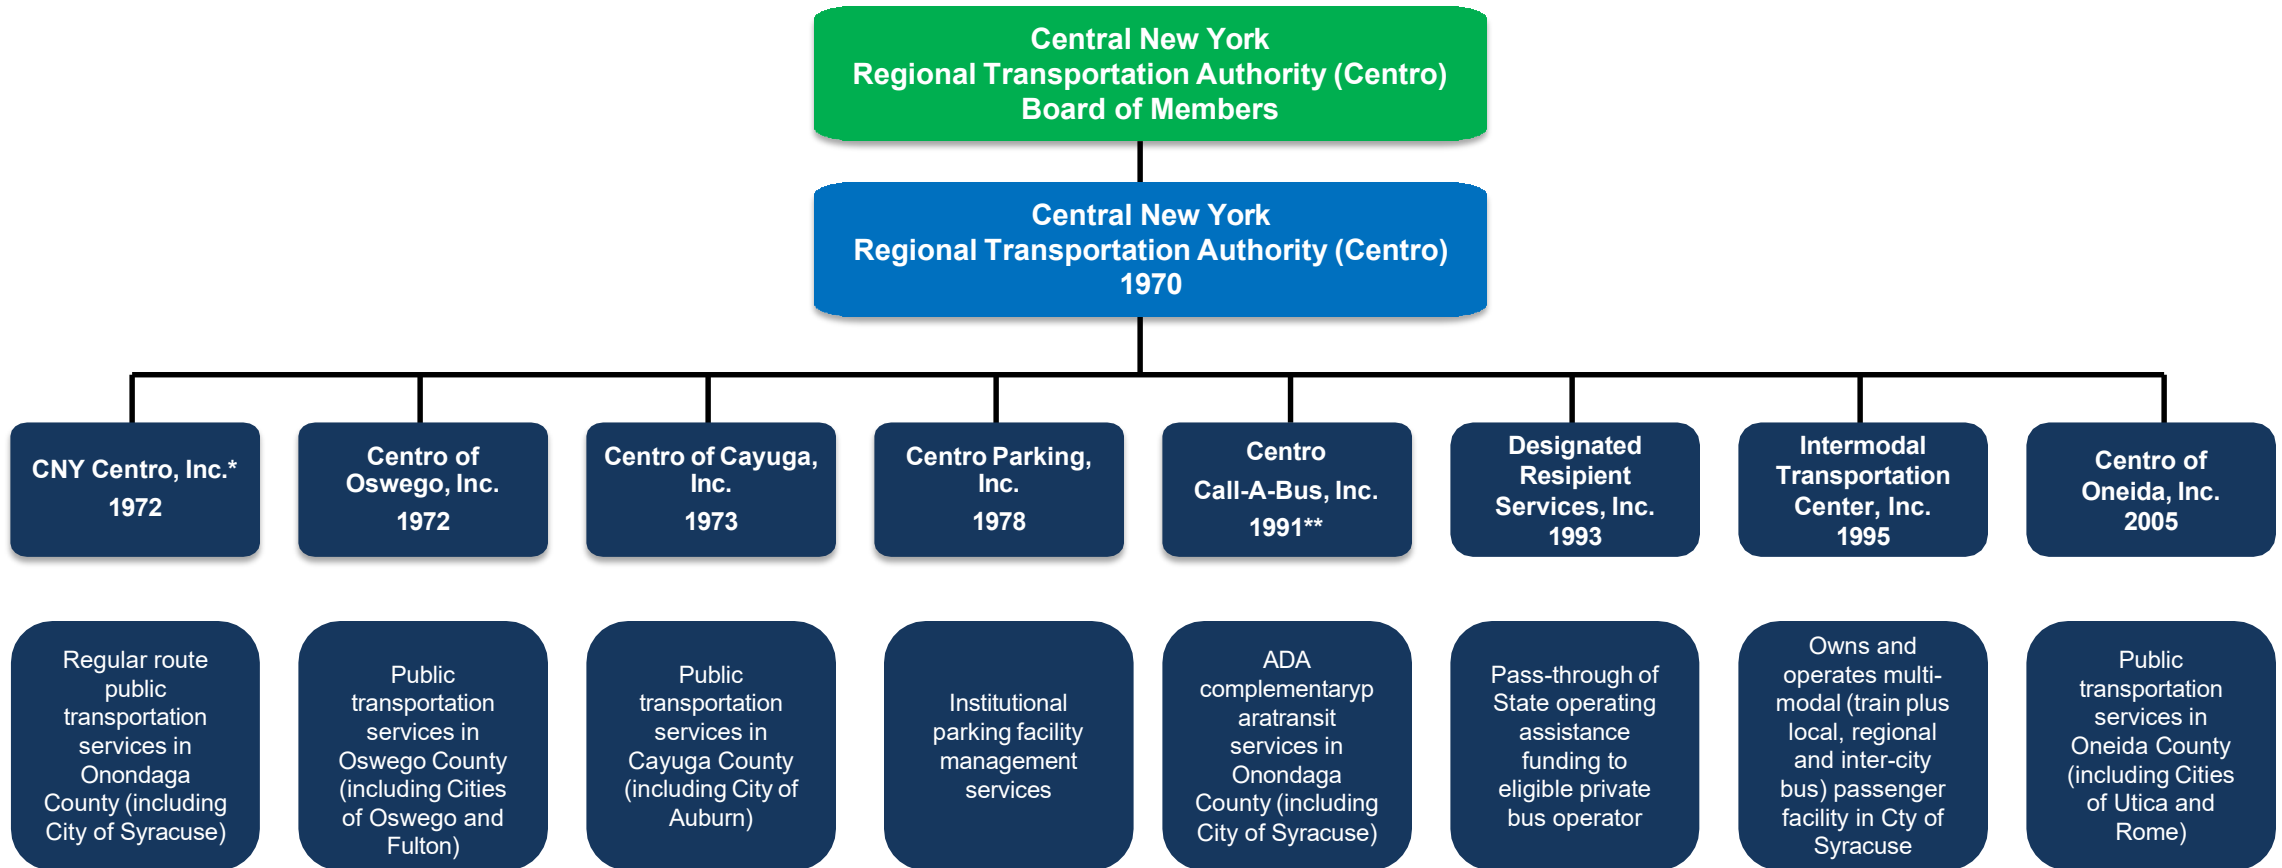 Central New York
Regional Transportation Authority (Centro)
Board of Members
Central New York
Regional Transportation Authority (Centro)
1970
CNY Centro, Inc.*
1972
Centro of
Oswego, Inc.
1972
Centro of Cayuga,
Inc.
1973
Centro Parking,
Inc.
1978
Centro
Call-A-Bus, Inc.
1991**
Designated
Resipient
Services, Inc.
1993
Intermodal
Transportation
Center, Inc.
1995
Centro of
Oneida, Inc.
2005
Regular route
public
transportation
services in
Onondaga
County (including
City of Syracuse)
Public
transportation
services in
Oswego County
(including Cities
of Oswego and
Fulton)
Public
transportation
services in
Cayuga County
(including City of
Auburn)
Institutional
parking facility
management
services
ADA
complementaryp
aratransit
services in
Onondaga
County (including
City of Syracuse)
Pass-through of
State operating
assistance
funding to
eligible private
bus operator
Owns and
operates multi-
modal (train plus
local, regional
and inter-city
bus) passenger
facility in Cty of
Syracuse
Public
transportation
services in
Oneida County
(including Cities
of Utica and
Rome)